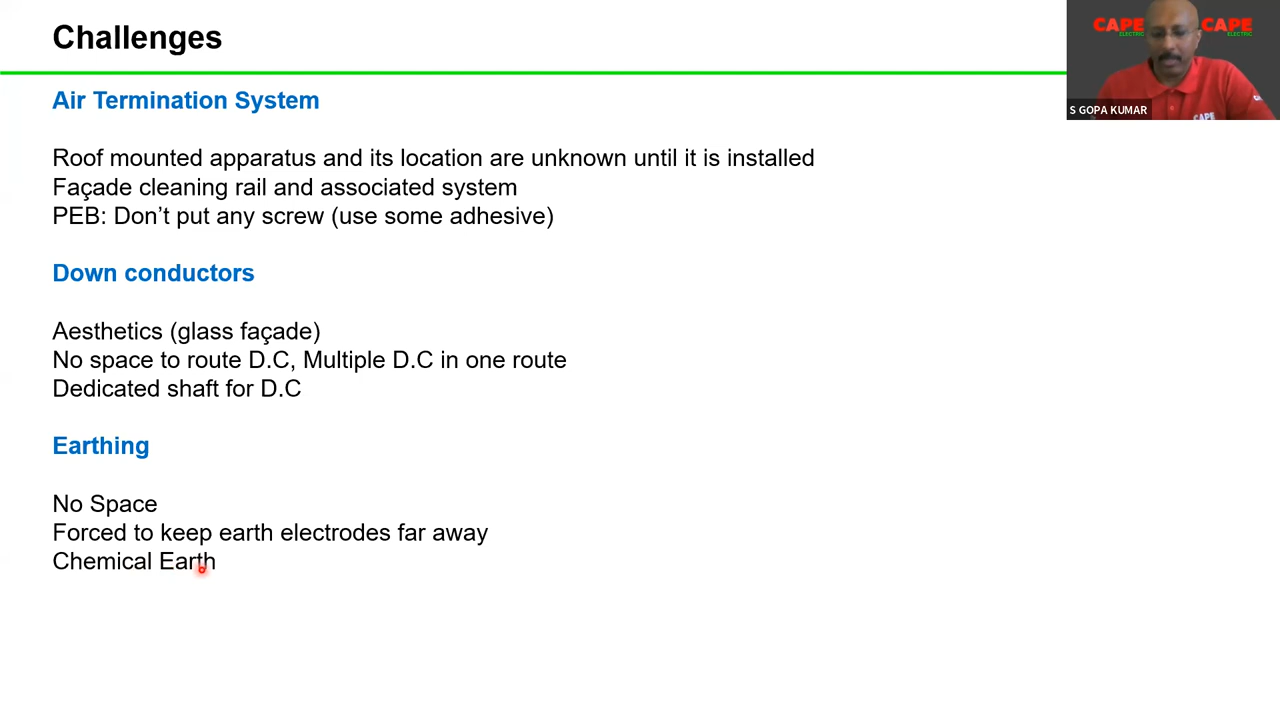 Challenges
CAPE
ELECTRIC
CAPE
ELECTRIC
CAPE
S GOPA KUMAR
Air Termination System
Roof mounted apparatus and its location are unknown until it is installed
Façade cleaning rail and associated system
PEB: Don’t put any screw (use some adhesive)
Down conductors
Aesthetics (glass façade)
No space to route D.C, Multiple D.C in one route
Dedicated shaft for D.C
Earthing
No Space
Forced to keep earth electrodes far away
Chemical Earth